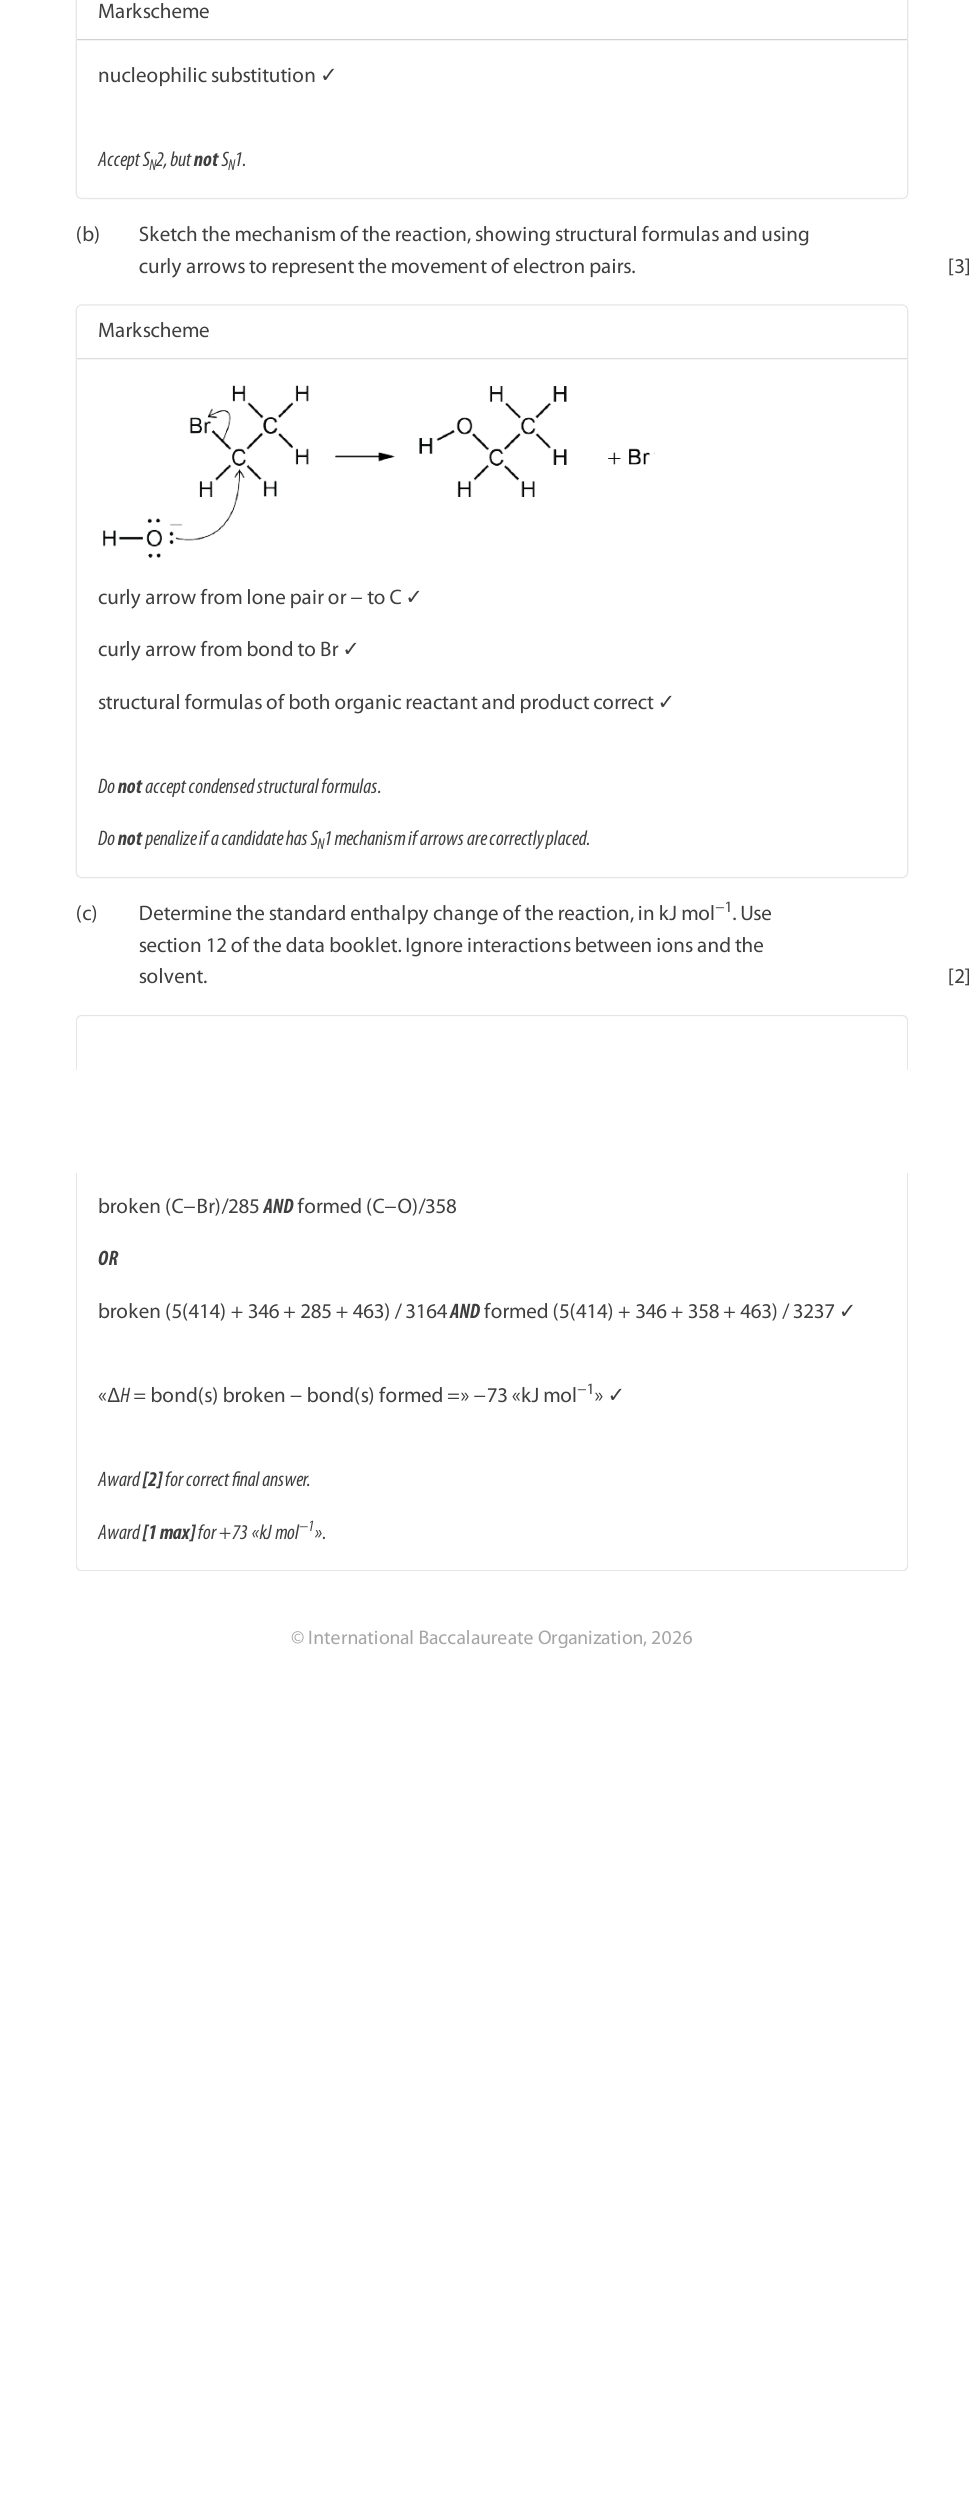 Markscheme
nucleophilic substitution ✓
Accept SN2, but not SN1.
(b) Sketch the mechanism of the reaction, showing structural formulas and using
curly arrows to represent the movement of electron pairs. [3]
Markscheme
H H H H
Br C O C
H
C H C H + Br
H H H H
H—O:⁻
curly arrow from lone pair or − to C ✓
curly arrow from bond to Br ✓
structural formulas of both organic reactant and product correct ✓
Do not accept condensed structural formulas.
Do not penalize if a candidate has SN1 mechanism if arrows are correctly placed.
(c) Determine the standard enthalpy change of the reaction, in kJ mol⁻¹. Use
section 12 of the data booklet. Ignore interactions between ions and the
solvent. [2]
broken (C−Br)/285 AND formed (C−O)/358
OR
broken (5(414) + 346 + 285 + 463) / 3164 AND formed (5(414) + 346 + 358 + 463) / 3237 ✓
«ΔH = bond(s) broken − bond(s) formed =» −73 «kJ mol⁻¹» ✓
Award [2] for correct final answer.
Award [1 max] for +73 «kJ mol⁻¹».
© International Baccalaureate Organization, 2026